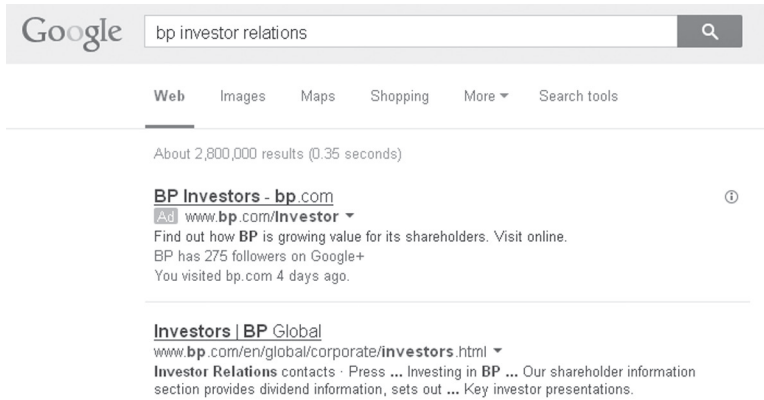 Google bp investor relations
Web Images Maps Shopping More Search tools
About 2,800,000 results (0.35 seconds)
BP Investors - bp.com
Ad www.bp.com/Investor
Find out how BP is growing value for its shareholders. Visit online.
BP has 275 followers on Google+
You visited bp.com 4 days ago.
Investors | BP Global
www.bp.com/en/global/corporate/investors.html
Investor Relations contacts · Press ... Investing in BP ... Our shareholder information
section provides dividend information, sets out ... Key investor presentations.